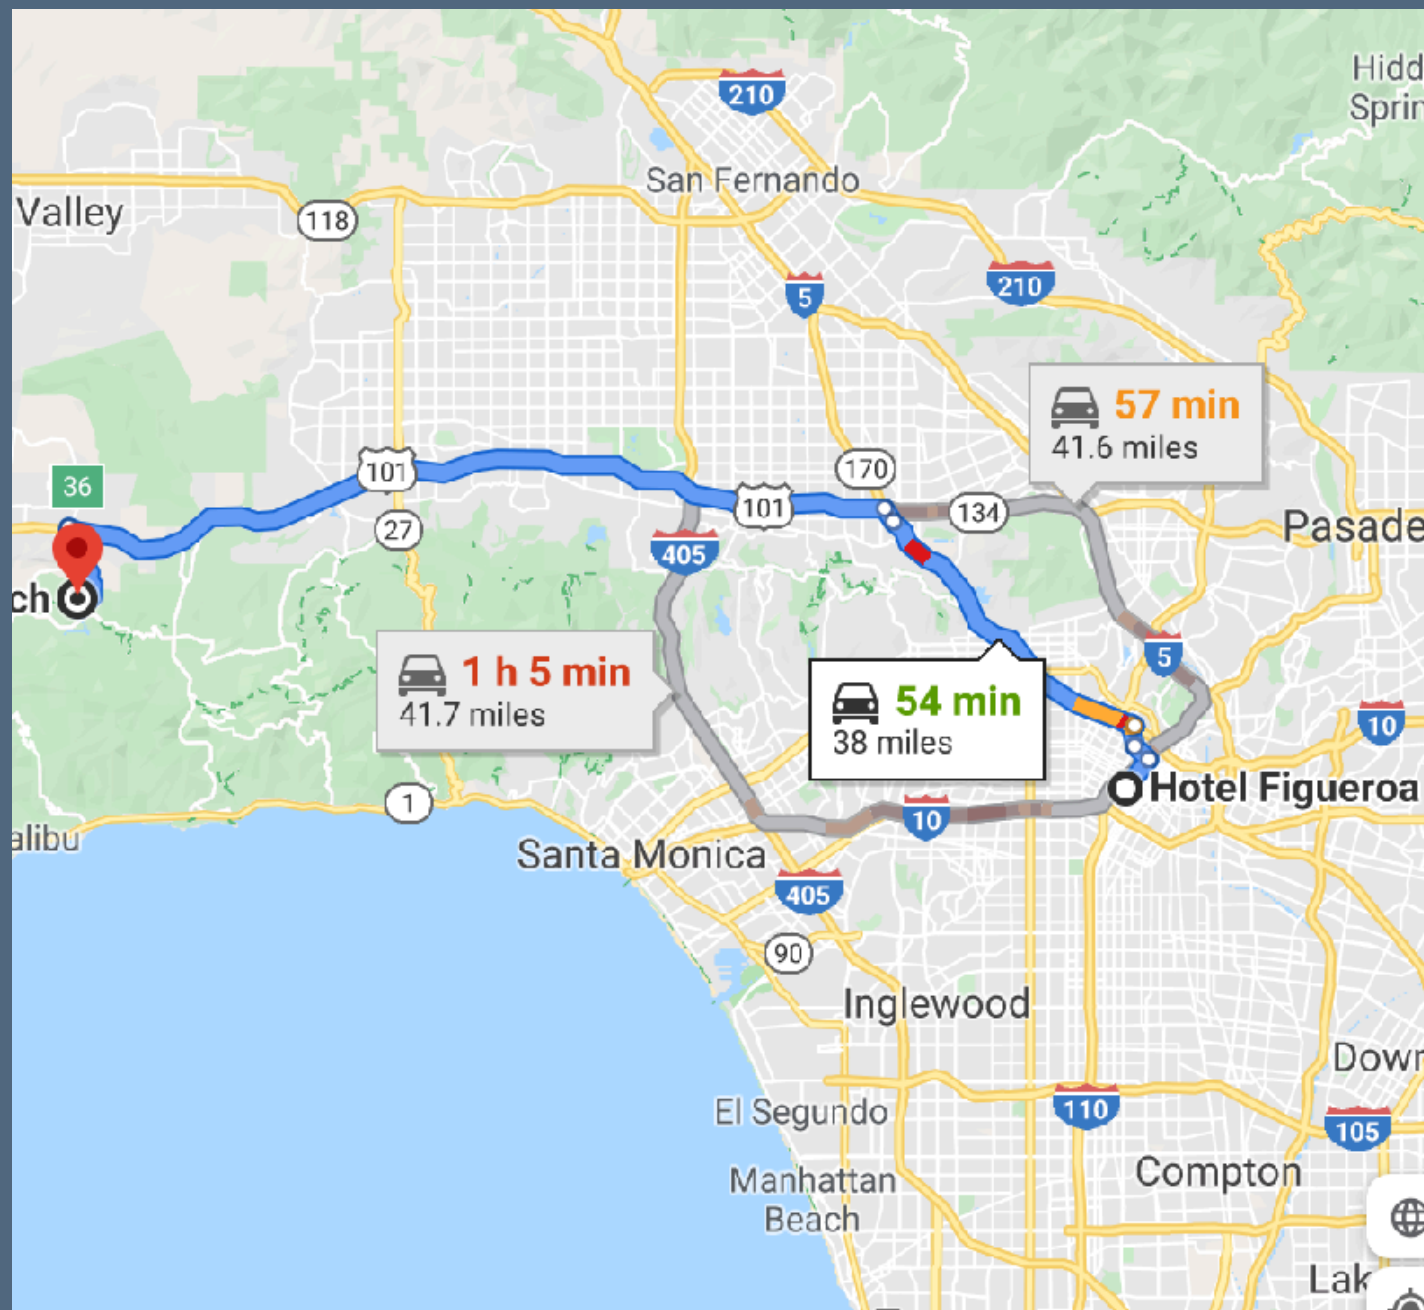 Hidd
Sprin
210
San Fernando
Valley
118
5
210
57 min
41.6 miles
170
101
36
101
134
27
405
Pasade
ch
1 h 5 min
41.7 miles
5
54 min
38 miles
10
Hotel Figueroa
1
10
alibu
Santa Monica
405
90
Inglewood
Down
El Segundo
110
105
Manhattan
Beach
Compton
Lak